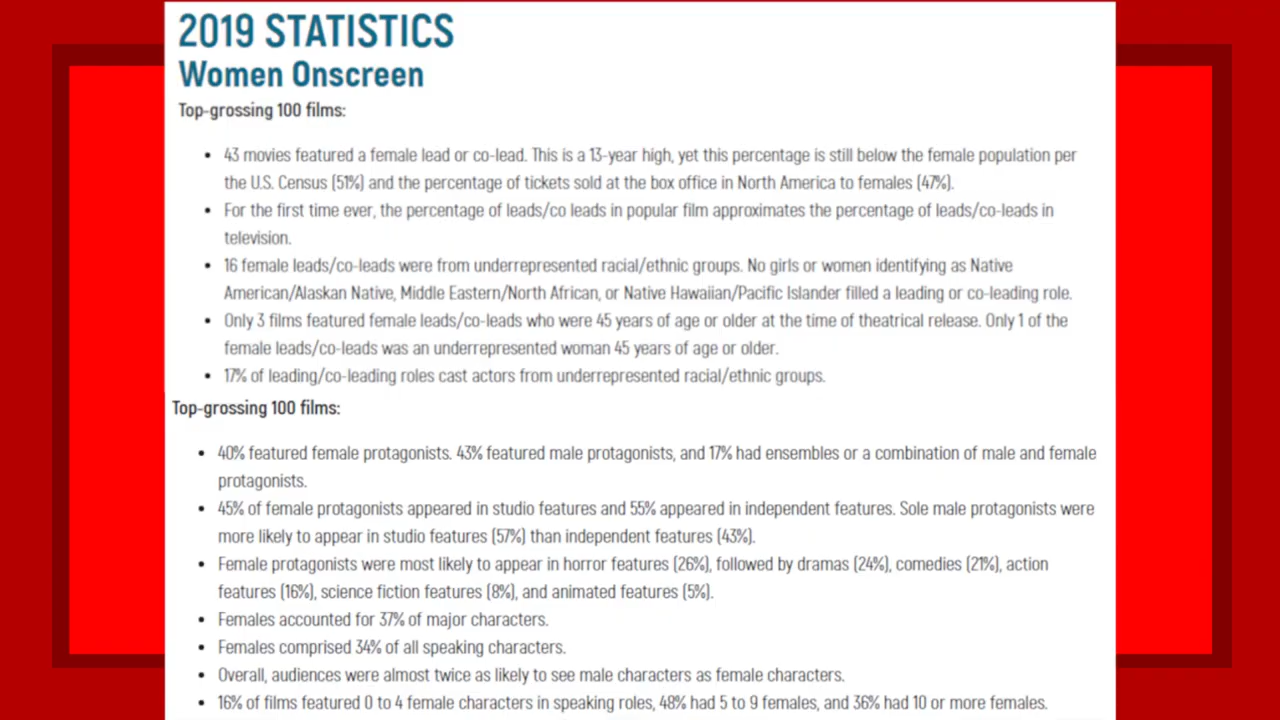 2019 STATISTICS
Women Onscreen
Top-grossing 100 films:
• 43 movies featured a female lead or co-lead. This is a 13-year high, yet this percentage is still below the female population per
the U.S. Census (51%) and the percentage of tickets sold at the box office in North America to females (47%).
• For the first time ever, the percentage of leads/co leads in popular film approximates the percentage of leads/co-leads in
television.
• 16 female leads/co-leads were from underrepresented racial/ethnic groups. No girls or women identifying as Native
American/Alaskan Native, Middle Eastern/North African, or Native Hawaiian/Pacific Islander filled a leading or co-leading role.
• Only 3 films featured female leads/co-leads who were 45 years of age or older at the time of theatrical release. Only 1 of the
female leads/co-leads was an underrepresented woman 45 years of age or older.
• 17% of leading/co-leading roles cast actors from underrepresented racial/ethnic groups.
Top-grossing 100 films:
• 40% featured female protagonists. 43% featured male protagonists, and 17% had ensembles or a combination of male and female
protagonists.
• 45% of female protagonists appeared in studio features and 55% appeared in independent features. Sole male protagonists were
more likely to appear in studio features (57%) than independent features (43%).
• Female protagonists were most likely to appear in horror features (26%), followed by dramas (24%), comedies (21%), action
features (16%), science fiction features (8%), and animated features (5%).
• Females accounted for 37% of major characters.
• Females comprised 34% of all speaking characters.
• Overall, audiences were almost twice as likely to see male characters as female characters.
• 16% of films featured 0 to 4 female characters in speaking roles, 48% had 5 to 9 females, and 36% had 10 or more females.